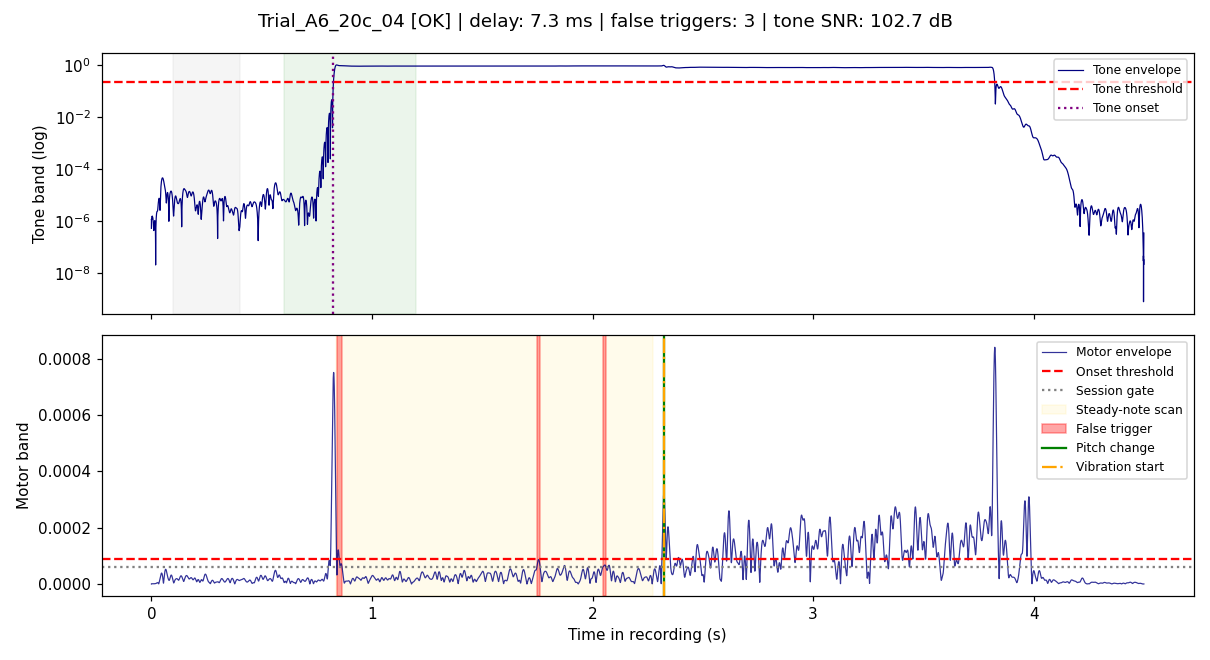 Trial_A6_20c_04 [OK] | delay: 7.3 ms | false triggers: 3 | tone SNR: 102.7 dB
Tone band (log)
10⁰
10⁻²
10⁻⁴
10⁻⁶
10⁻⁸
Tone envelope
Tone threshold
Tone onset
Motor band
0.0008
0.0006
0.0004
0.0002
0.0000
Motor envelope
Onset threshold
Session gate
Steady-note scan
False trigger
Pitch change
Vibration start
0 1 2 3 4
Time in recording (s)